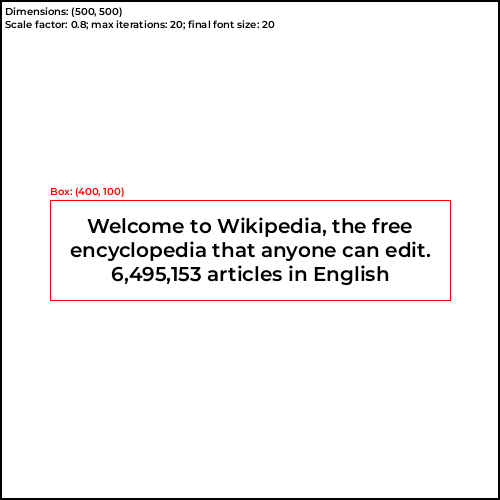 Dimensions: (500, 500)
Scale factor: 0.8; max iterations: 20; final font size: 20
Box: (400, 100)
Welcome to Wikipedia, the free
encyclopedia that anyone can edit.
6,495,153 articles in English